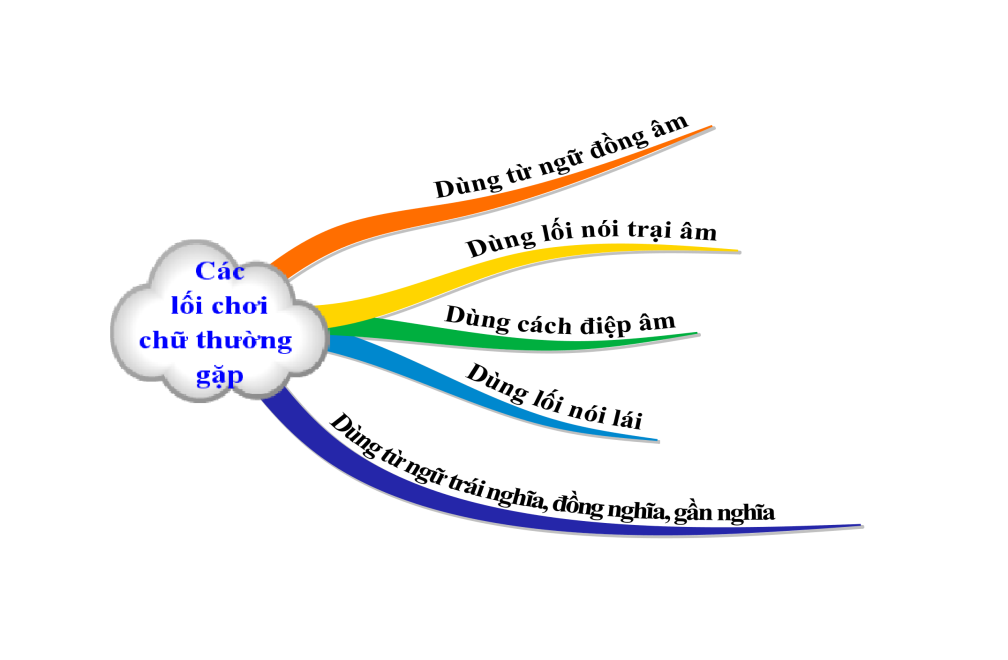 Các
lối chơi
chữ thường
gặp
Dùng từ ngữ đồng âm
Dùng lối nói trại âm
Dùng cách điệp âm
Dùng lối nói lái
Dùng từ ngữ trái nghĩa, đồng nghĩa, gần nghĩa